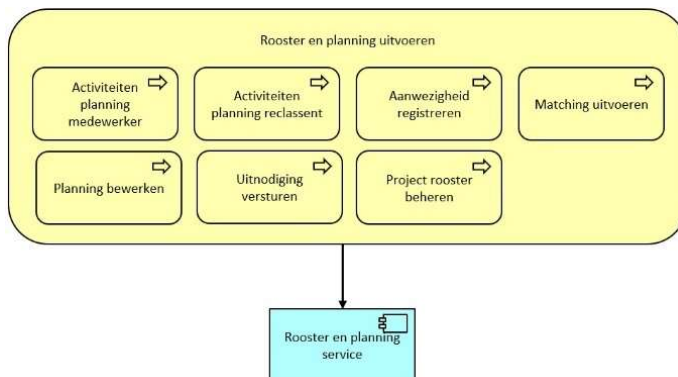 Rooster en planning uitvoeren
Activiteiten
planning
medewerker
Activiteiten
planning reclassent
Aanwezigheid
registreren
Matching uitvoeren
Planning bewerken
Uitnodiging
versturen
Project rooster
beheren
Rooster en planning
service